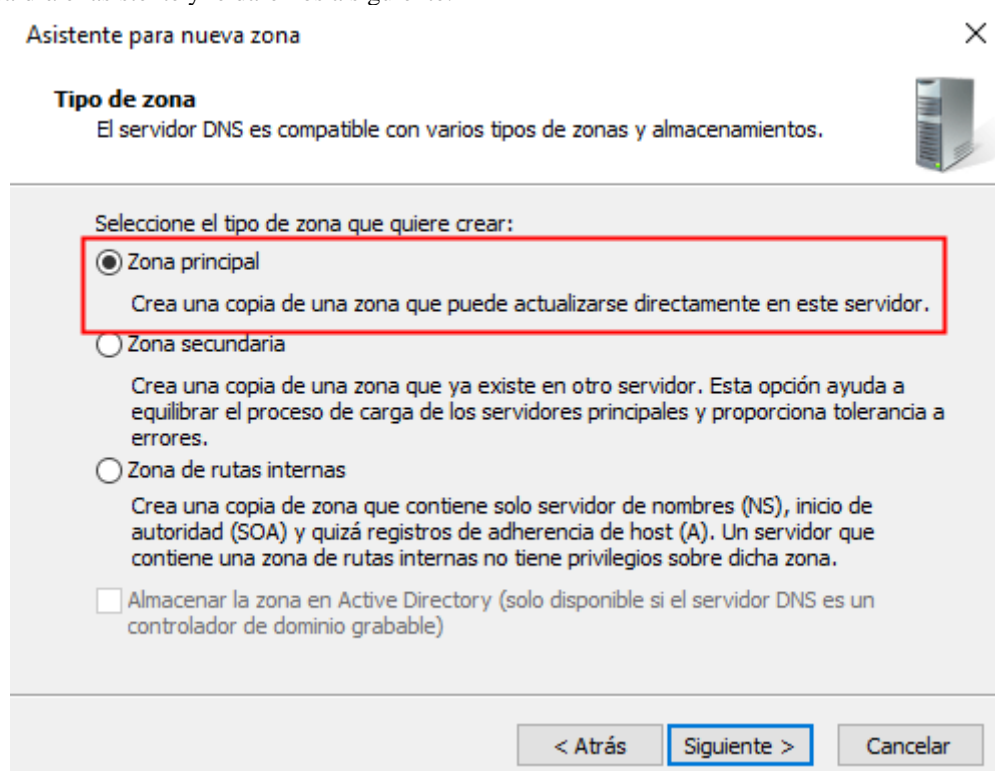 Asistente para nueva zona
Tipo de zona
El servidor DNS es compatible con varios tipos de zonas y almacenamientos.
Seleccione el tipo de zona que quiere crear:
Zona principal
Crea una copia de una zona que puede actualizarse directamente en este servidor.
Zona secundaria
Crea una copia de una zona que ya existe en otro servidor. Esta opción ayuda a
equilibrar el proceso de carga de los servidores principales y proporciona tolerancia a
errores.
Zona de rutas internas
Crea una copia de zona que contiene solo servidor de nombres (NS), inicio de
autoridad (SOA) y quizá registros de adherencia de host (A). Un servidor que
contiene una zona de rutas internas no tiene privilegios sobre dicha zona.
Almacenar la zona en Active Directory (solo disponible si el servidor DNS es un
controlador de dominio grabable)
< Atrás Siguiente > Cancelar